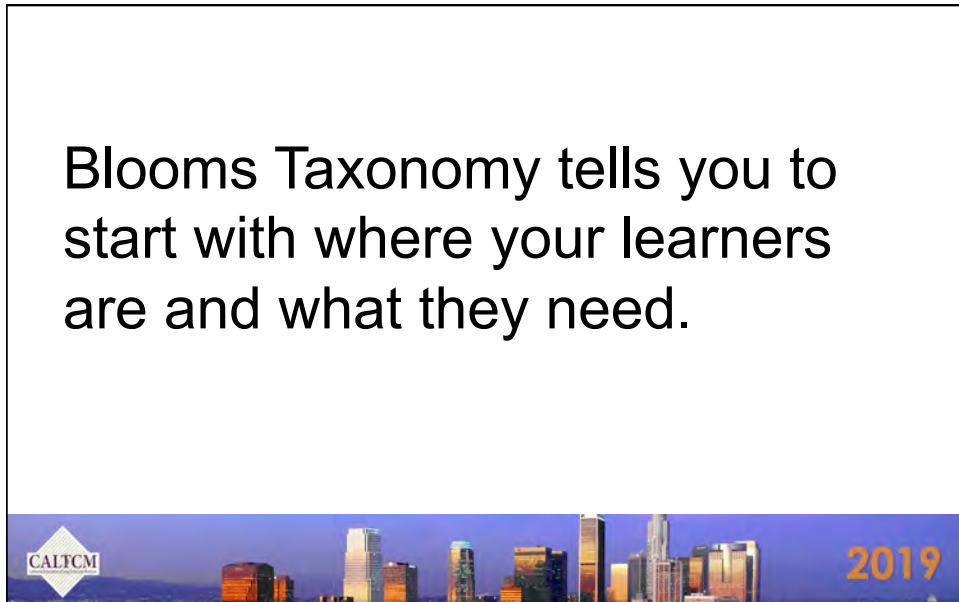 Blooms Taxonomy tells you to
start with where your learners
are and what they need.
CALTCM
2019